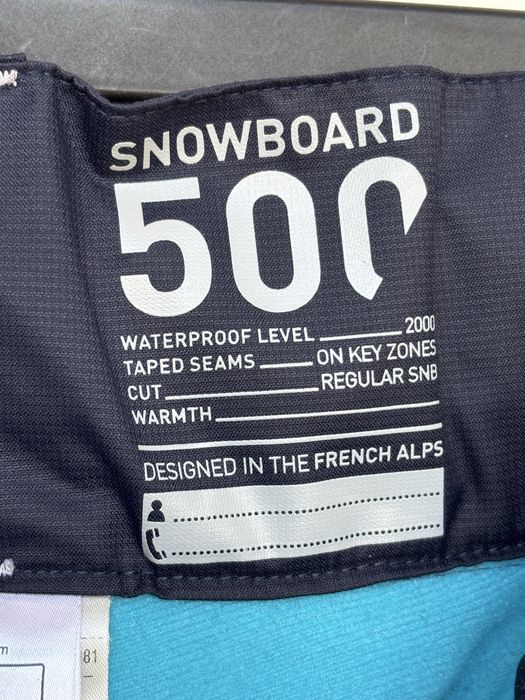 SNOWBOARD
500
WATERPROOF LEVEL 2000
TAPED SEAMS ON KEY ZONES
CUT REGULAR SNB
WARMTH
DESIGNED IN THE FRENCH ALPS
m
81